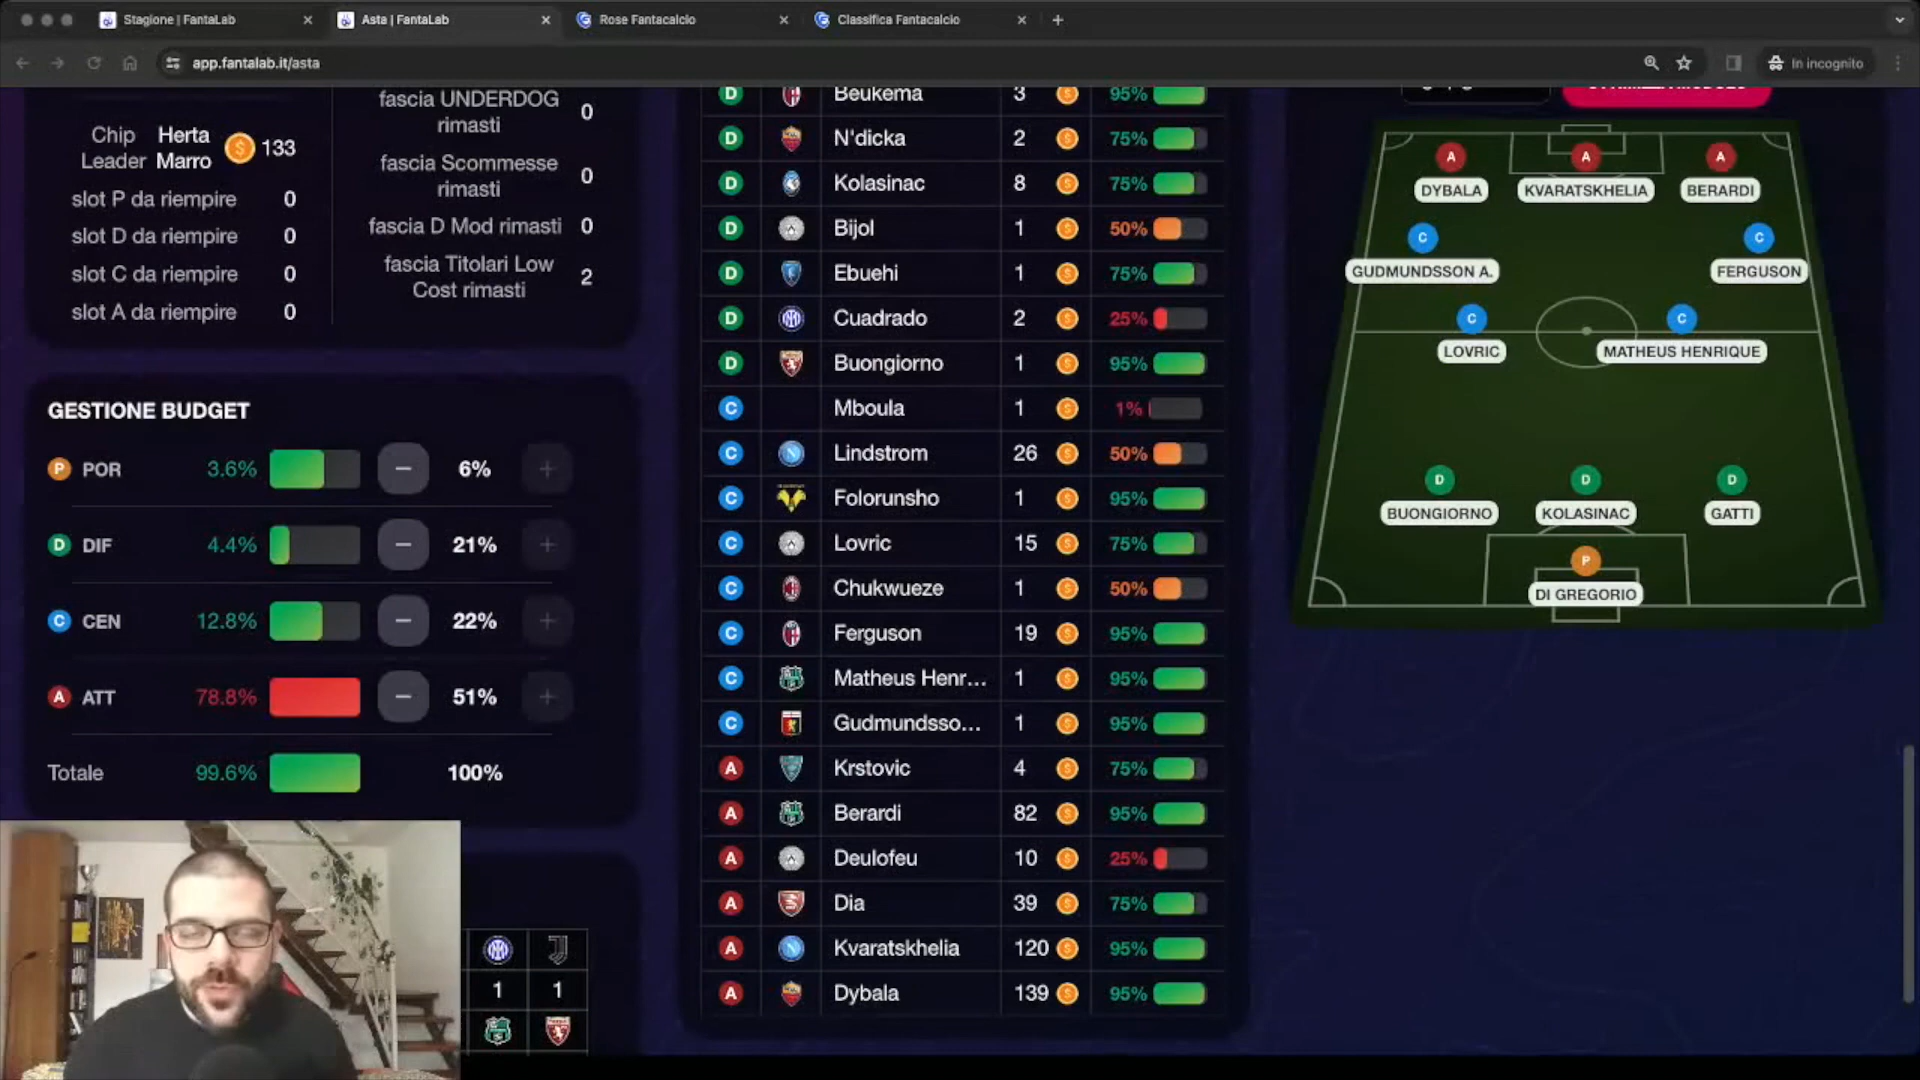 Stagione | FantaLab
Asta | FantaLab
Rose Fantacalcio
Classifica Fantacalcio
app.fantalab.it/asta
In incognito
Chip Leader
Herta Marro
133
slot P da riempire 0
slot D da riempire 0
slot C da riempire 0
slot A da riempire 0
fascia UNDERDOG rimasti 0
fascia Scommesse rimasti 0
fascia D Mod rimasti 0
fascia Titolari Low Cost rimasti 2
GESTIONE BUDGET
P POR 3.6% 6%
D DIF 4.4% 21%
C CEN 12.8% 22%
A ATT 78.8% 51%
Totale 99.6% 100%
1 1
D Beukema 3 95%
D N'dicka 2 75%
D Kolasinac 8 75%
D Bijol 1 50%
D Ebuehi 1 75%
D Cuadrado 2 25%
D Buongiorno 1 95%
C Mboula 1 1%
C Lindstrom 26 50%
C Folorunsho 1 95%
C Lovric 15 75%
C Chukwueze 1 50%
C Ferguson 19 95%
C Matheus Henr... 1 95%
C Gudmundsso... 1 95%
A Krstovic 4 75%
A Berardi 82 95%
A Deulofeu 10 25%
A Dia 39 75%
A Kvaratskhelia 120 95%
A Dybala 139 95%
A A A
DYBALA KVARATSKHELIA BERARDI
C C
GUDMUNDSSON A. FERGUSON
C C
LOVRIC MATHEUS HENRIQUE
D D D
BUONGIORNO KOLASINAC GATTI
P
DI GREGORIO